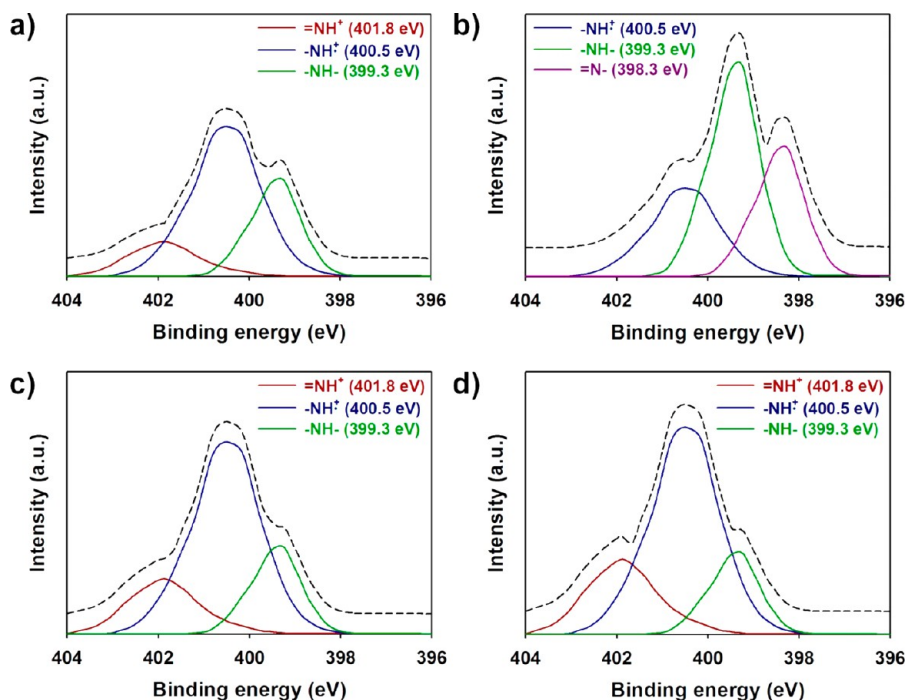 a)
=NH⁺ (401.8 eV)
-NH⁺̣ (400.5 eV)
-NH- (399.3 eV)
Intensity (a.u.)
404 402 400 398 396
Binding energy (eV)
b)
-NH⁺̣ (400.5 eV)
-NH- (399.3 eV)
=N- (398.3 eV)
Intensity (a.u.)
404 402 400 398 396
Binding energy (eV)
c)
=NH⁺ (401.8 eV)
-NH⁺̣ (400.5 eV)
-NH- (399.3 eV)
Intensity (a.u.)
404 402 400 398 396
Binding energy (eV)
d)
=NH⁺ (401.8 eV)
-NH⁺̣ (400.5 eV)
-NH- (399.3 eV)
Intensity (a.u.)
404 402 400 398 396
Binding energy (eV)